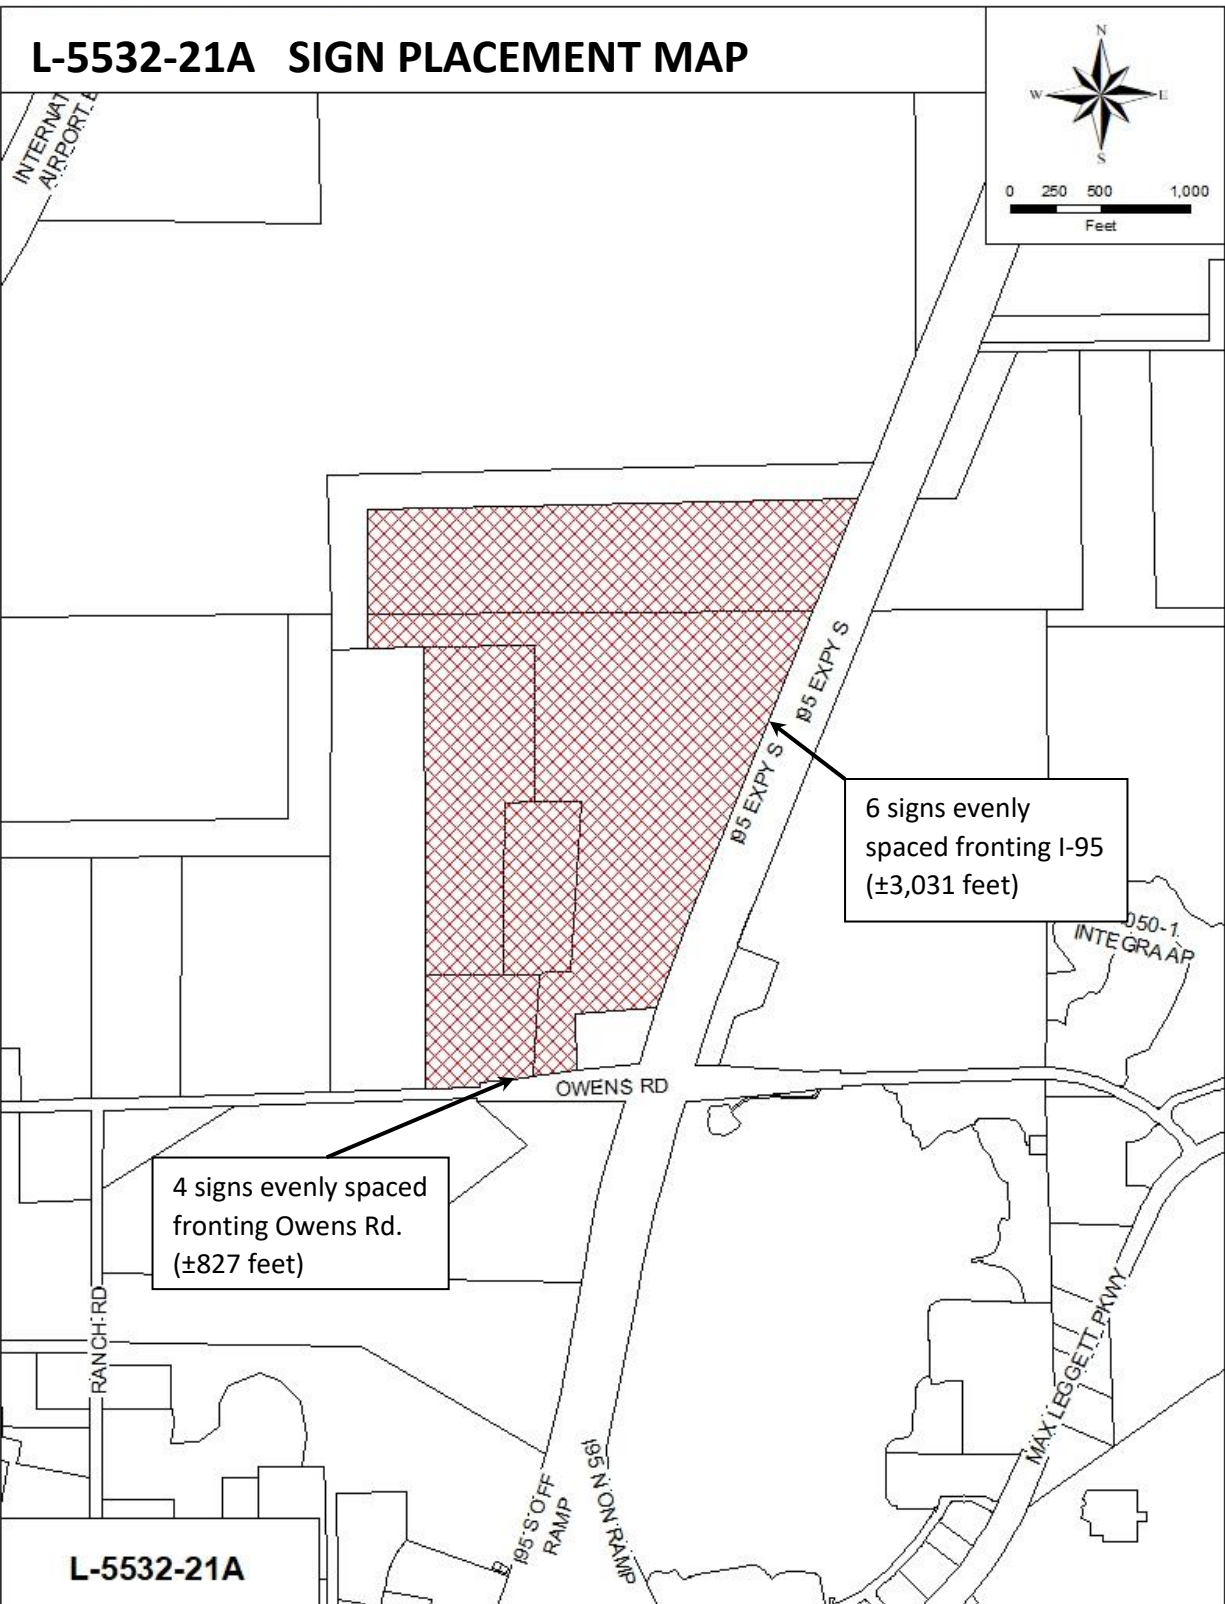 L-5532-21A SIGN PLACEMENT MAP
N
W
E
S
0 250 500 1,000
Feet
AIRPORT
I95 EXPY S
I95 EXPY S
6 signs evenly
spaced fronting I-95
(±3,031 feet)
050-1
INTEGRA AP
OWENS RD
4 signs evenly spaced
fronting Owens Rd.
(±827 feet)
RANCH RD
MAX LEGGETT PKWY
I95 S OFF
RAMP
I95 N ON RAMP
L-5532-21A